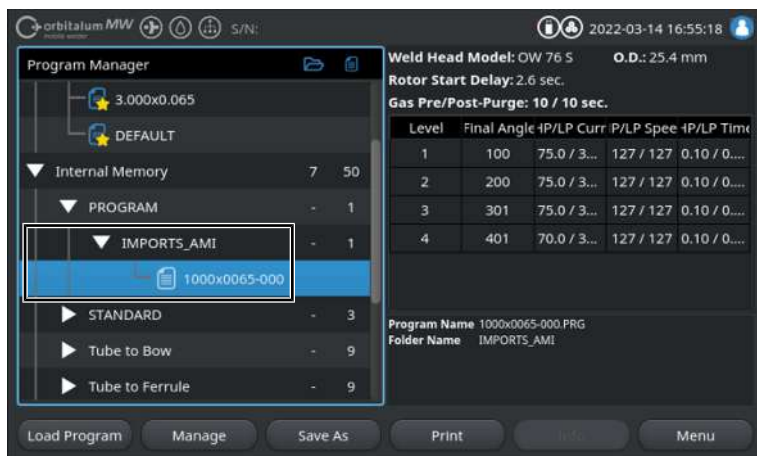 orbitalum MW S/N: 2022-03-14 16:55:18
mobile welder
Program Manager
3.000x0.065
DEFAULT
Internal Memory 7 50
PROGRAM - 1
IMPORTS_AMI - 1
1000x0065-000
STANDARD - 3
Tube to Bow - 9
Tube to Ferrule - 9
Weld Head Model: OW 76 S O.D.: 25.4 mm
Rotor Start Delay: 2.6 sec.
Gas Pre/Post-Purge: 10 / 10 sec.
Level Final Angle HP/LP Curr P/LP Spee HP/LP Time
1 100 75.0 / 3... 127 / 127 0.10 / 0....
2 200 75.0 / 3... 127 / 127 0.10 / 0....
3 301 75.0 / 3... 127 / 127 0.10 / 0....
4 401 70.0 / 3... 127 / 127 0.10 / 0....
Program Name 1000x0065-000.PRG
Folder Name IMPORTS_AMI
Load Program Manage Save As Print Menu